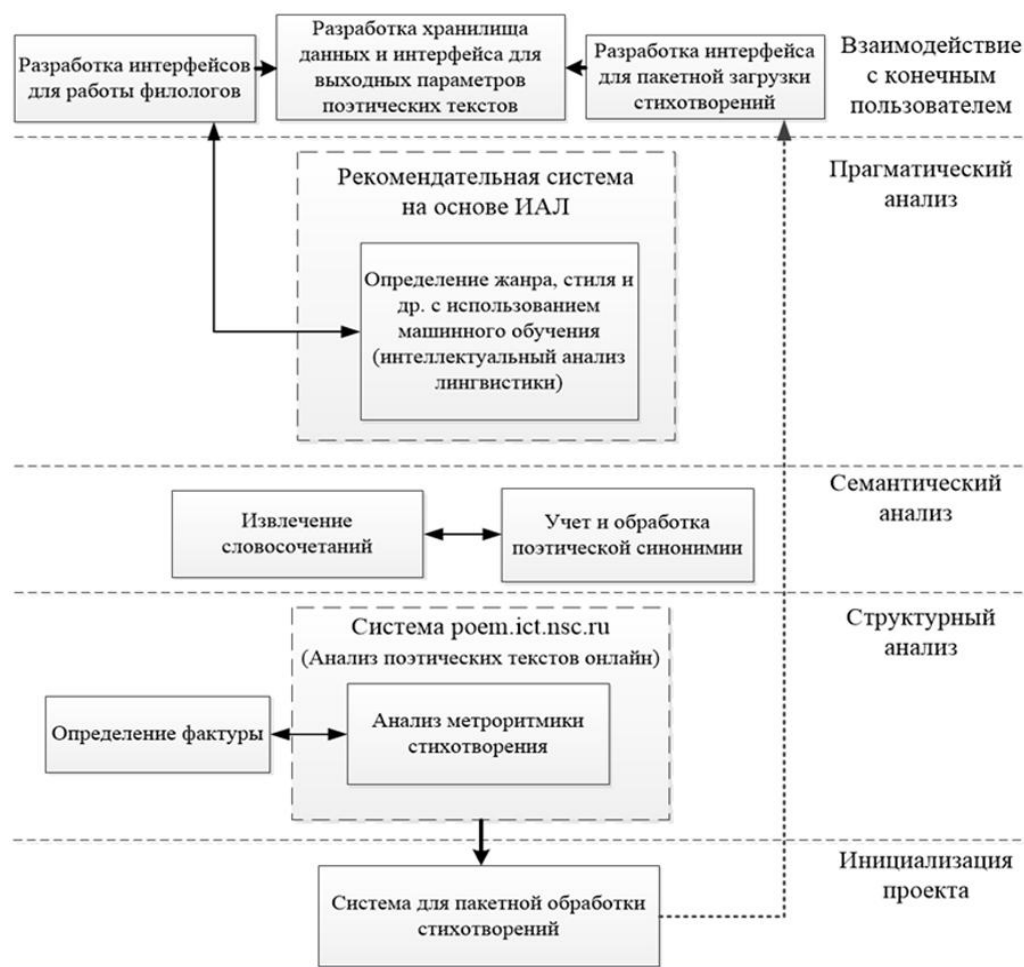 Разработка интерфейсов
для работы филологов
Разработка хранилища
данных и интерфейса для
выходных параметров
поэтических текстов
Разработка интерфейса
для пакетной загрузки
стихотворений
Взаимодействие
с конечным
пользователем
Рекомендательная система
на основе ИАЛ
Определение жанра, стиля и
др. с использованием
машинного обучения
(интеллектуальный анализ
лингвистики)
Прагматический
анализ
Извлечение
словосочетаний
Учет и обработка
поэтической синонимии
Семантический
анализ
Система poem.ict.nsc.ru
(Анализ поэтических текстов онлайн)
Определение фактуры
Анализ метроритмики
стихотворения
Структурный
анализ
Система для пакетной обработки
стихотворений
Инициализация
проекта